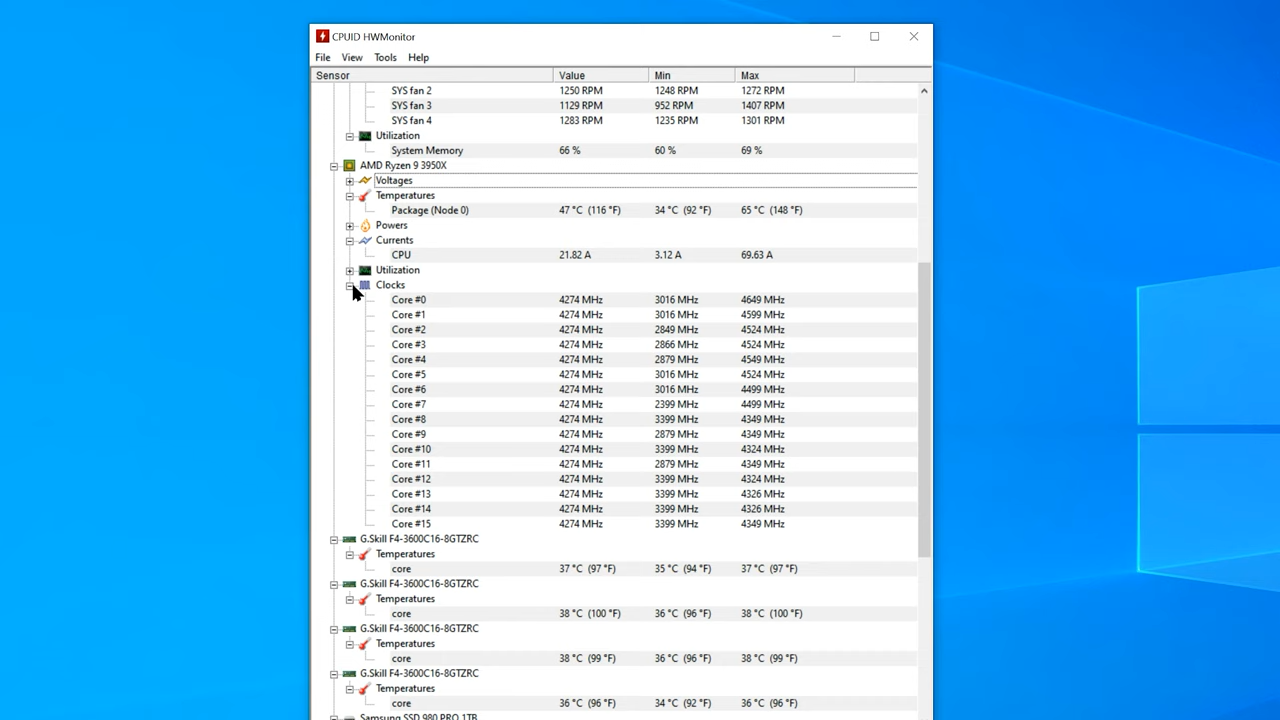 CPUID HWMonitor
File View Tools Help
Sensor Value Min Max
SYS fan 2 1250 RPM 1248 RPM 1272 RPM
SYS fan 3 1129 RPM 952 RPM 1407 RPM
SYS fan 4 1283 RPM 1235 RPM 1301 RPM
Utilization
System Memory 66 % 60 % 69 %
AMD Ryzen 9 3950X
Voltages
Temperatures
Package (Node 0) 47 °C (116 °F) 34 °C (92 °F) 65 °C (148 °F)
Powers
Currents
CPU 21.82 A 3.12 A 69.63 A
Utilization
Clocks
Core #0 4274 MHz 3016 MHz 4649 MHz
Core #1 4274 MHz 3016 MHz 4599 MHz
Core #2 4274 MHz 2849 MHz 4524 MHz
Core #3 4274 MHz 2866 MHz 4524 MHz
Core #4 4274 MHz 2879 MHz 4549 MHz
Core #5 4274 MHz 3016 MHz 4524 MHz
Core #6 4274 MHz 3016 MHz 4499 MHz
Core #7 4274 MHz 2399 MHz 4499 MHz
Core #8 4274 MHz 3399 MHz 4349 MHz
Core #9 4274 MHz 2879 MHz 4349 MHz
Core #10 4274 MHz 3399 MHz 4324 MHz
Core #11 4274 MHz 2879 MHz 4349 MHz
Core #12 4274 MHz 3399 MHz 4324 MHz
Core #13 4274 MHz 3399 MHz 4326 MHz
Core #14 4274 MHz 3399 MHz 4326 MHz
Core #15 4274 MHz 3399 MHz 4349 MHz
G.Skill F4-3600C16-8GTZRC
Temperatures
core 37 °C (97 °F) 35 °C (94 °F) 37 °C (97 °F)
G.Skill F4-3600C16-8GTZRC
Temperatures
core 38 °C (100 °F) 36 °C (96 °F) 38 °C (100 °F)
G.Skill F4-3600C16-8GTZRC
Temperatures
core 38 °C (99 °F) 36 °C (96 °F) 38 °C (99 °F)
G.Skill F4-3600C16-8GTZRC
Temperatures
core 36 °C (96 °F) 34 °C (92 °F) 36 °C (96 °F)
Samsung SSD 980 PRO 1TB